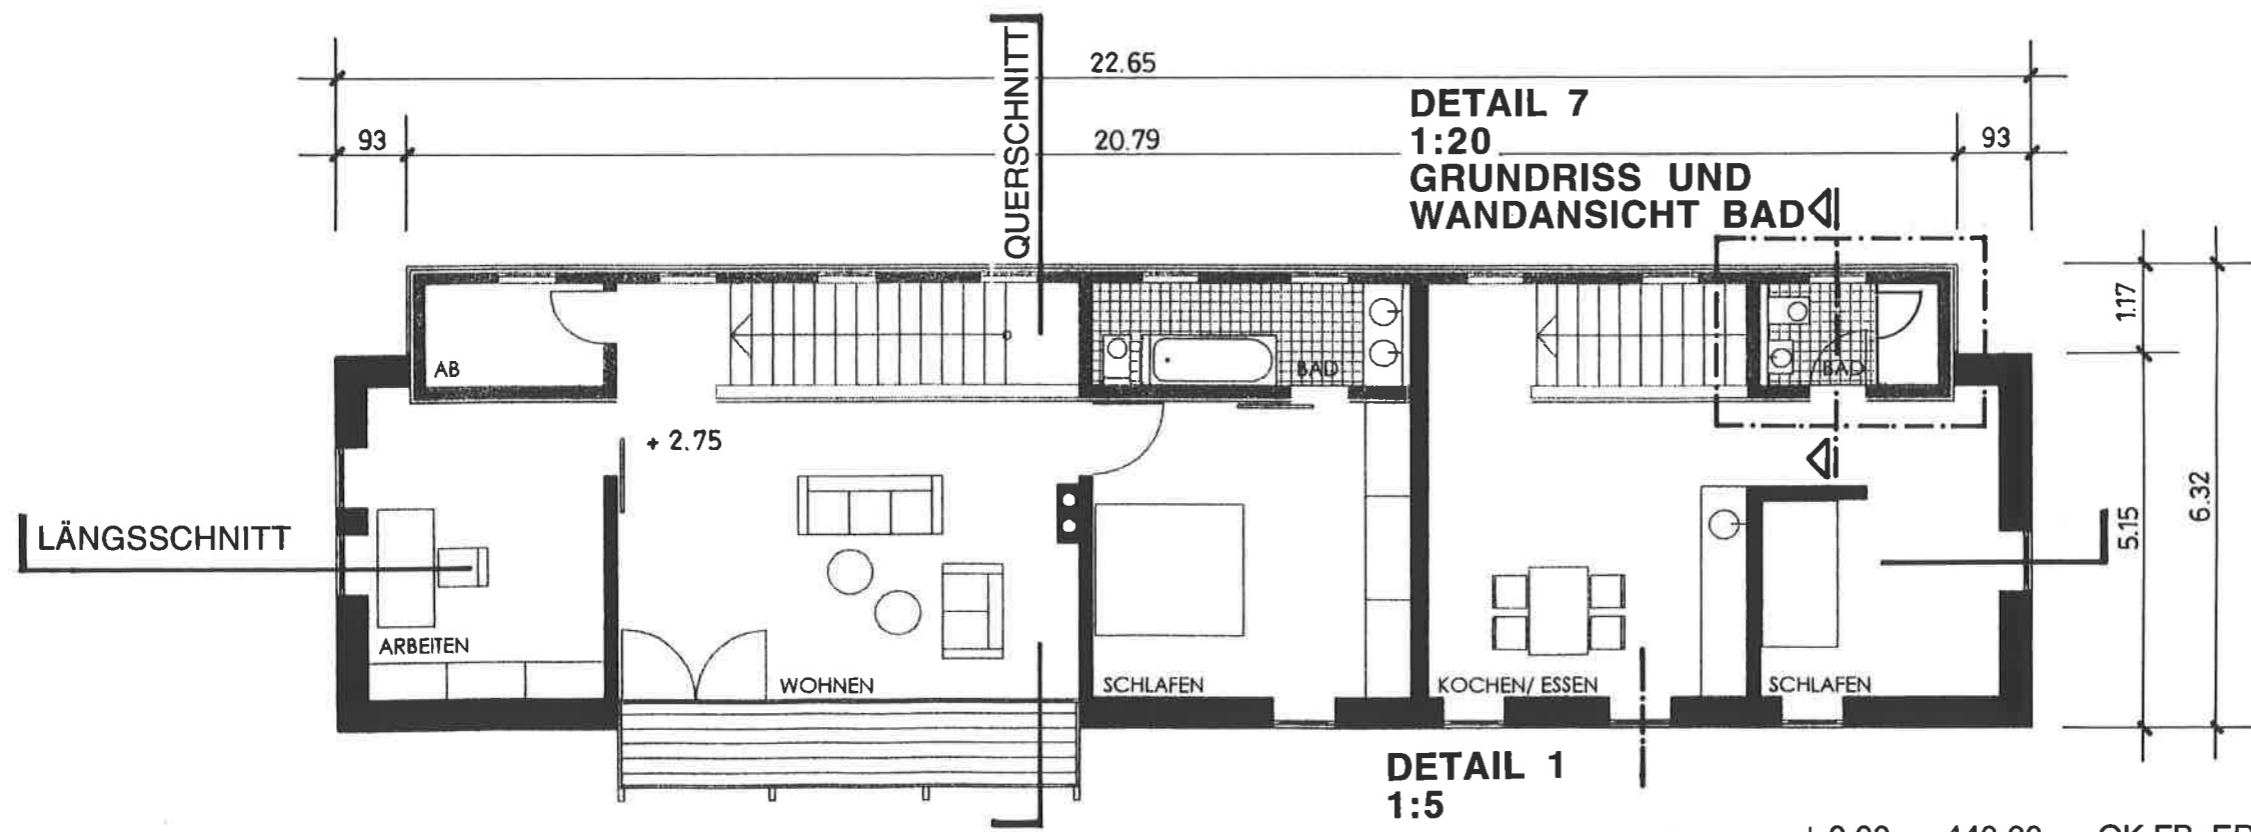 QUERSCHNITT
22.65
DETAIL 7
1:20
GRUNDRISS UND
WANDANSICHT BAD
93
20.79
93
1.17
6.32
5.15
AB
BAD
BAD
+ 2.75
LÄNGSSCHNITT
ARBEITEN
WOHNEN
SCHLAFEN
KOCHEN/ ESSEN
SCHLAFEN
DETAIL 1
1:5